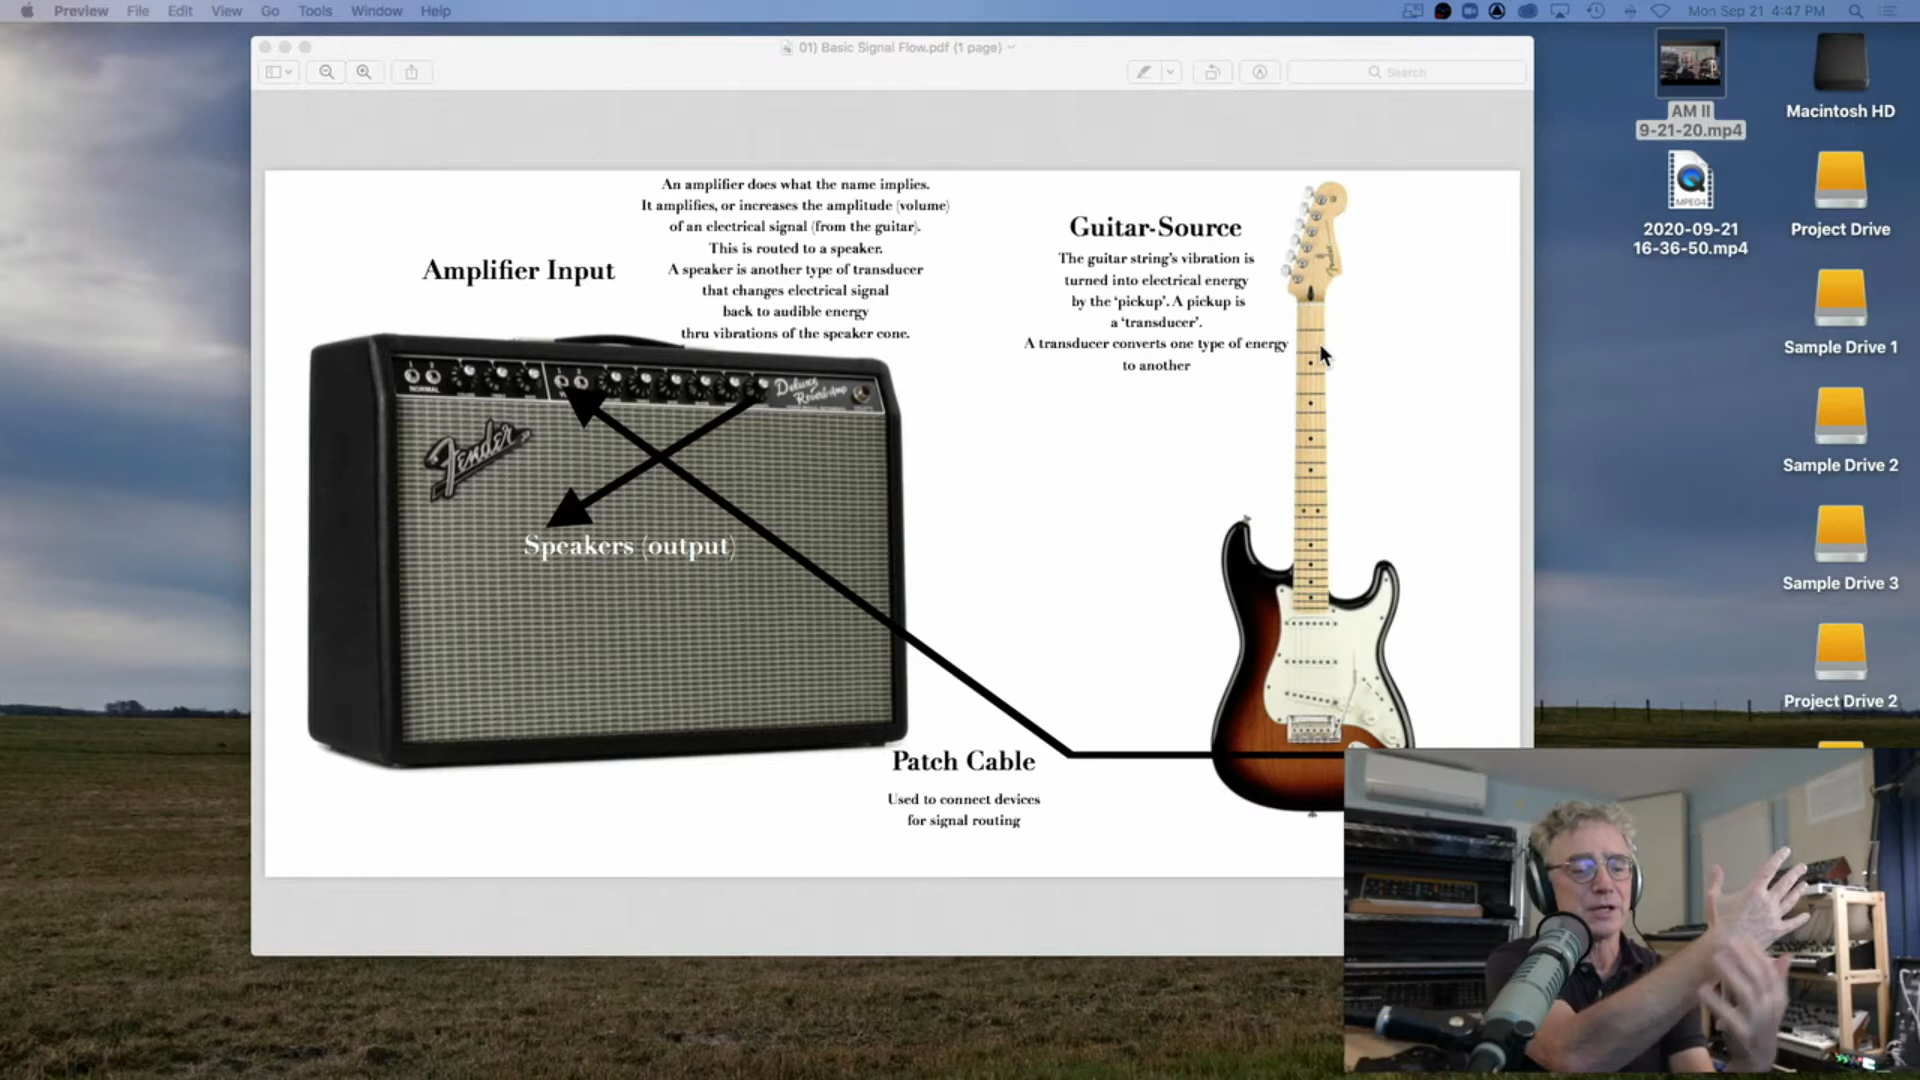 Preview File Edit View Go Tools Window Help
Mon Sep 21 4:47 PM
01) Basic Signal Flow.pdf (1 page)
Search
An amplifier does what the name implies.
It amplifies, or increases the amplitude (volume)
of an electrical signal (from the guitar).
This is routed to a speaker.
A speaker is another type of transducer
that changes electrical signal
back to audible energy
thru vibrations of the speaker cone.
Amplifier Input
Guitar-Source
The guitar string's vibration is
turned into electrical energy
by the 'pickup'. A pickup is
a 'transducer'.
A transducer converts one type of energy
to another
NORMAL
Deluxe
Reverb-Amp
Fender
Fender
Speakers (output)
Patch Cable
Used to connect devices
for signal routing
AM II
9-21-20.mp4
MPEG4
2020-09-21
16-36-50.mp4
Macintosh HD
Project Drive
Sample Drive 1
Sample Drive 2
Sample Drive 3
Project Drive 2